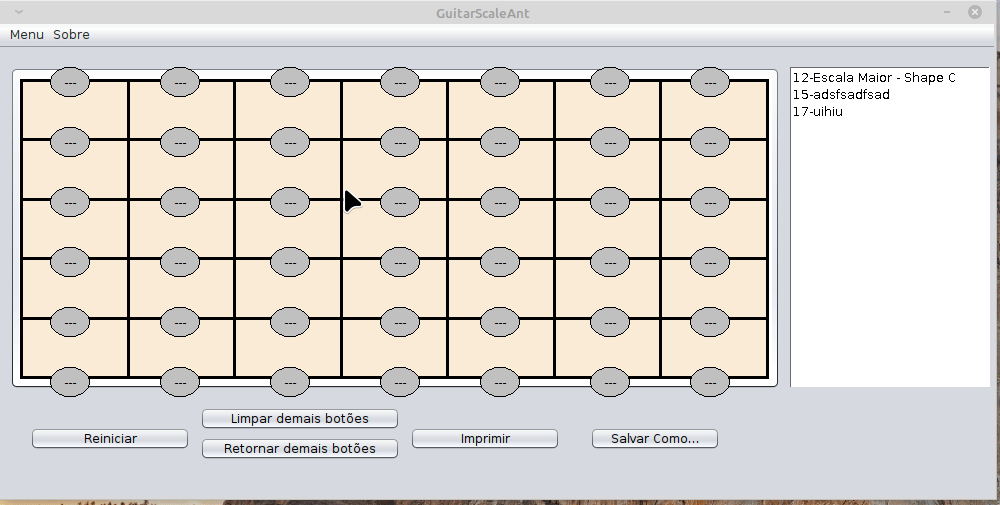 GuitarScaleAnt
Menu Sobre
--- --- --- --- --- --- ---
--- --- --- --- --- --- ---
--- --- --- --- --- --- ---
--- --- --- --- --- --- ---
--- --- --- --- --- --- ---
--- --- --- --- --- --- ---
12-Escala Maior - Shape C
15-adsfsadfsad
17-uihiu
Reiniciar
Limpar demais botões
Retornar demais botões
Imprimir
Salvar Como...